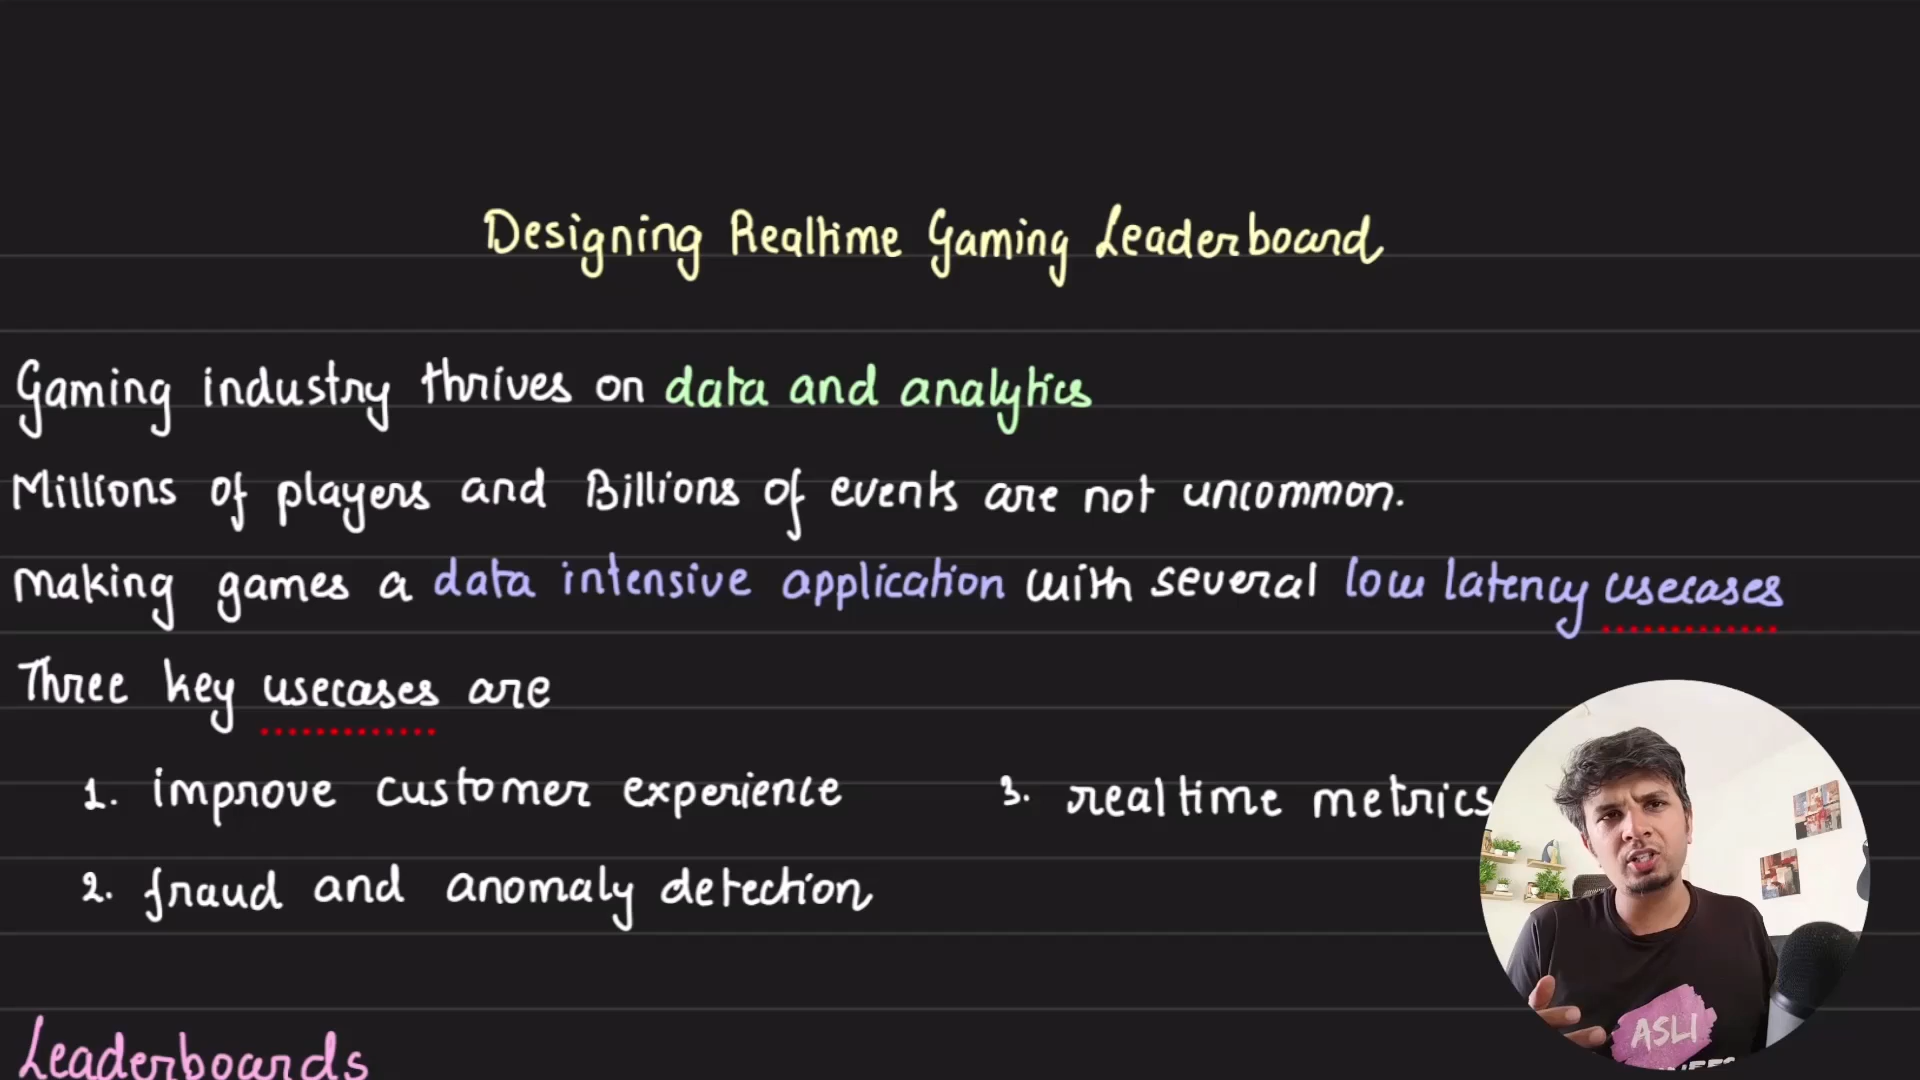 Designing Realtime Gaming Leaderboard
Gaming industry thrives on data and analytics
Millions of players and Billions of events are not uncommon.
Making games a data intensive application with several low latency usecases
Three key usecases are
1. improve customer experience
3. realtime metrics
2. fraud and anomaly detection
Leaderboards
ASLI